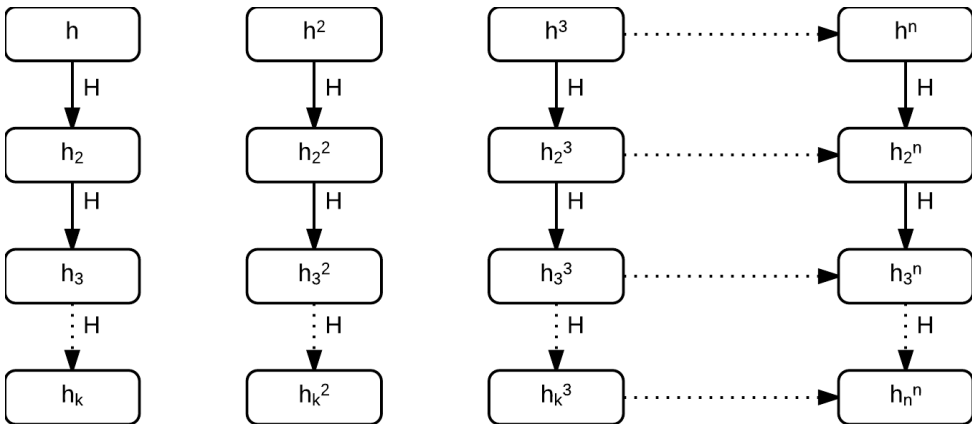 h h² h³ hⁿ
H H H H
h₂ h₂² h₂³ h₂ⁿ
H H H H
h₃ h₃² h₃³ h₃ⁿ
H H H H
hₖ hₖ² hₖ³ hₙⁿ